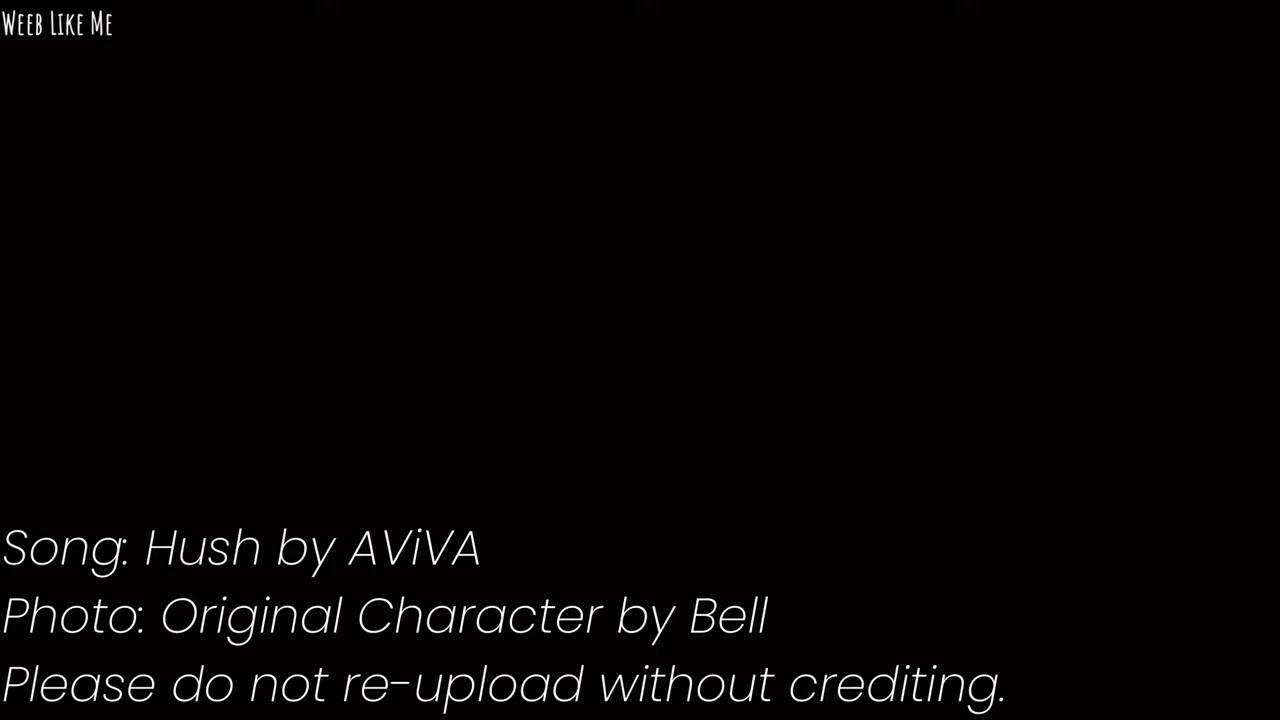 Weeb Like Me
Song: Hush by AViVA
Photo: Original Character by Bell
Please do not re-upload without crediting.